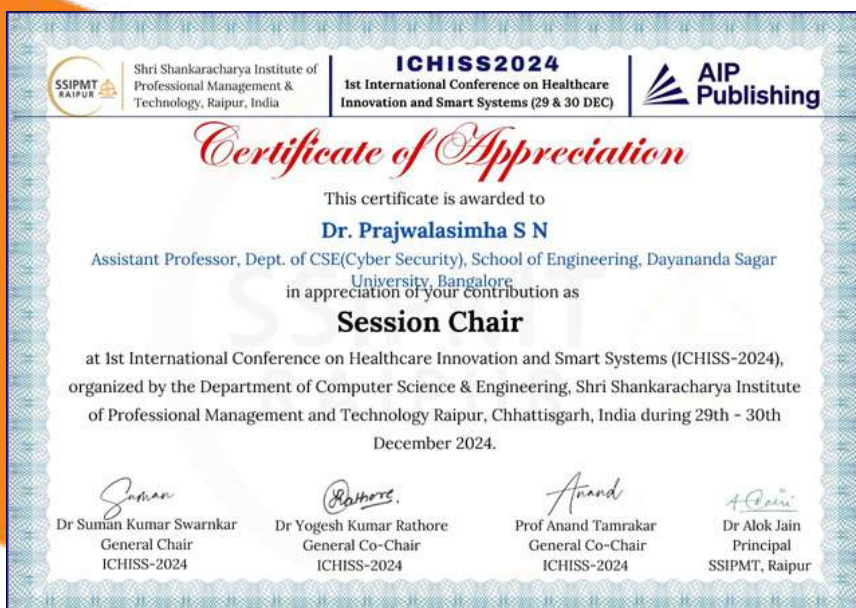 SSIPMT
RAIPUR
Shri Shankaracharya Institute of
Professional Management &
Technology, Raipur, India
ICHISS2024
1st International Conference on Healthcare
Innovation and Smart Systems (29 & 30 DEC)
AIP
Publishing
Certificate of Appreciation
This certificate is awarded to
Dr. Prajwalasimha S N
Assistant Professor, Dept. of CSE(Cyber Security), School of Engineering, Dayananda Sagar
University, Bangalore
in appreciation of your contribution as
Session Chair
at 1st International Conference on Healthcare Innovation and Smart Systems (ICHISS-2024),
organized by the Department of Computer Science & Engineering, Shri Shankaracharya Institute
of Professional Management and Technology Raipur, Chhattisgarh, India during 29th - 30th
December 2024.
SSIPMT
RAIPUR
Suman
Rathore.
Anand
Dr Suman Kumar Swarnkar
General Chair
ICHISS-2024
Dr Yogesh Kumar Rathore
General Co-Chair
ICHISS-2024
Prof Anand Tamrakar
General Co-Chair
ICHISS-2024
Dr Alok Jain
Principal
SSIPMT, Raipur